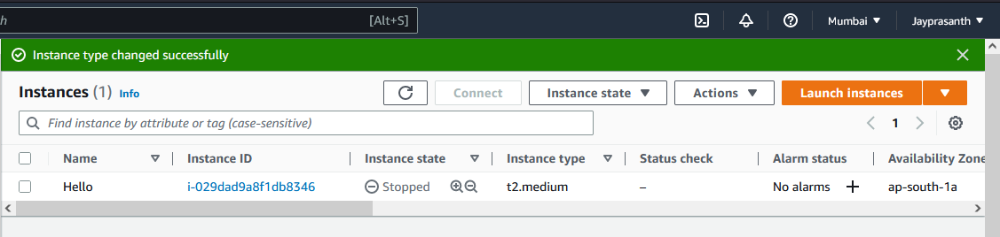 h [Alt+S] Mumbai Jayprasanth
Instance type changed successfully
Instances (1) Info Connect Instance state Actions Launch instances
Find instance by attribute or tag (case-sensitive) 1
Name Instance ID Instance state Instance type Status check Alarm status Availability Zone
Hello i-029dad9a8f1db8346 Stopped t2.medium – No alarms + ap-south-1a